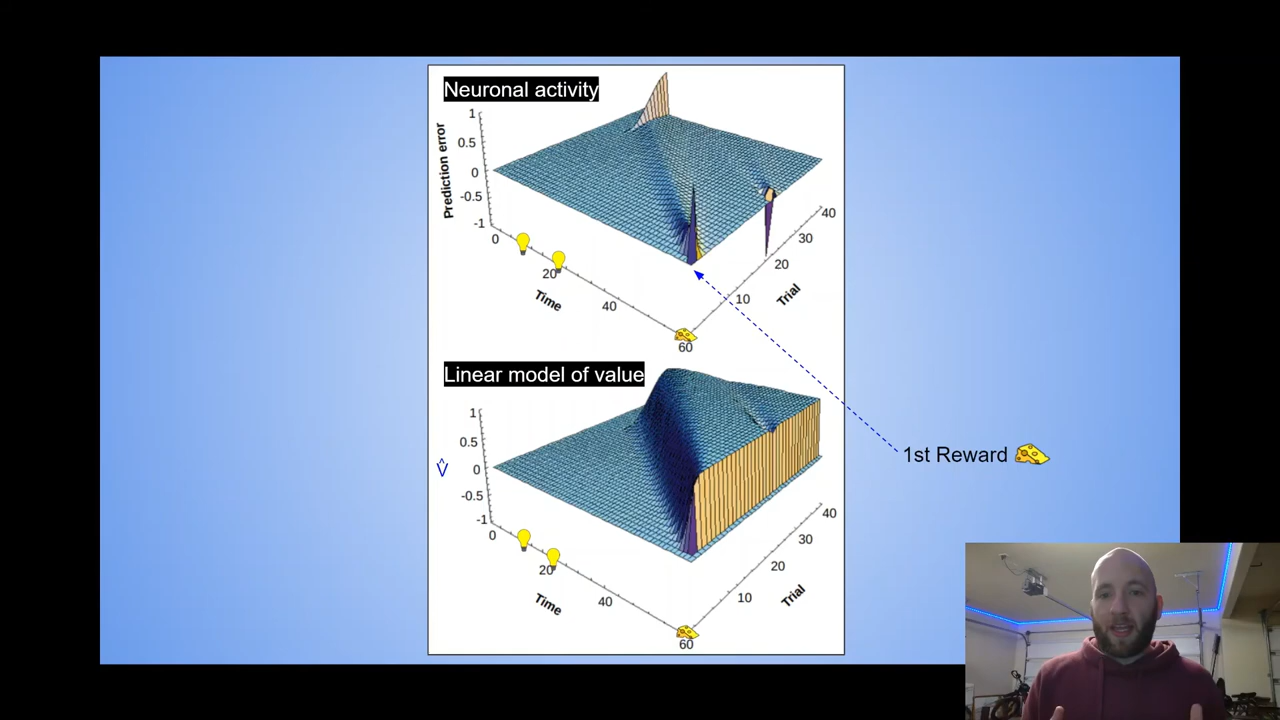 Neuronal activity
Prediction error
1
0.5
0
-0.5
-1
0
20
40
60
Time
10
20
30
40
Trial
Linear model of value
V̂
1
0.5
0
-0.5
-1
0
20
40
60
Time
10
20
30
40
Trial
1st Reward